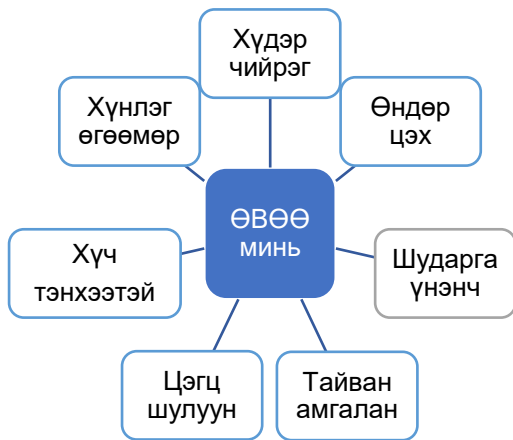 Хүдэр
чийрэг
Өндөр
цэх
Шударга
үнэнч
Тайван
амгалан
Цэгц
шулуун
Хүч
тэнхээтэй
Хүнлэг
өгөөмөр
ӨВӨӨ
минь